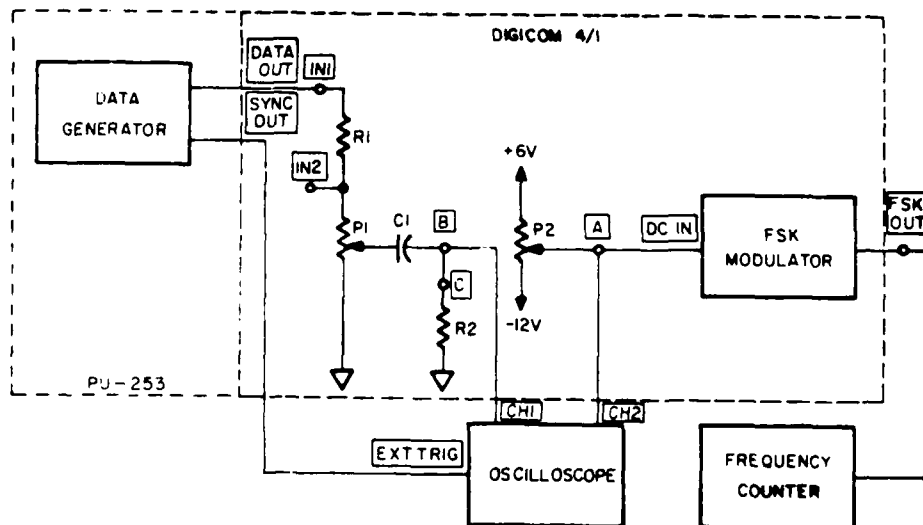 DIGICOM 4/1
DATA
OUT
IN1
DATA
GENERATOR
SYNC
OUT
R1
IN2
+6V
P1
C1
B
P2
A
DC IN
FSK
MODULATOR
FSK
OUT
C
R2
-12V
PU-253
CH1
CH2
EXT TRIG
OSCILLOSCOPE
FREQUENCY
COUNTER